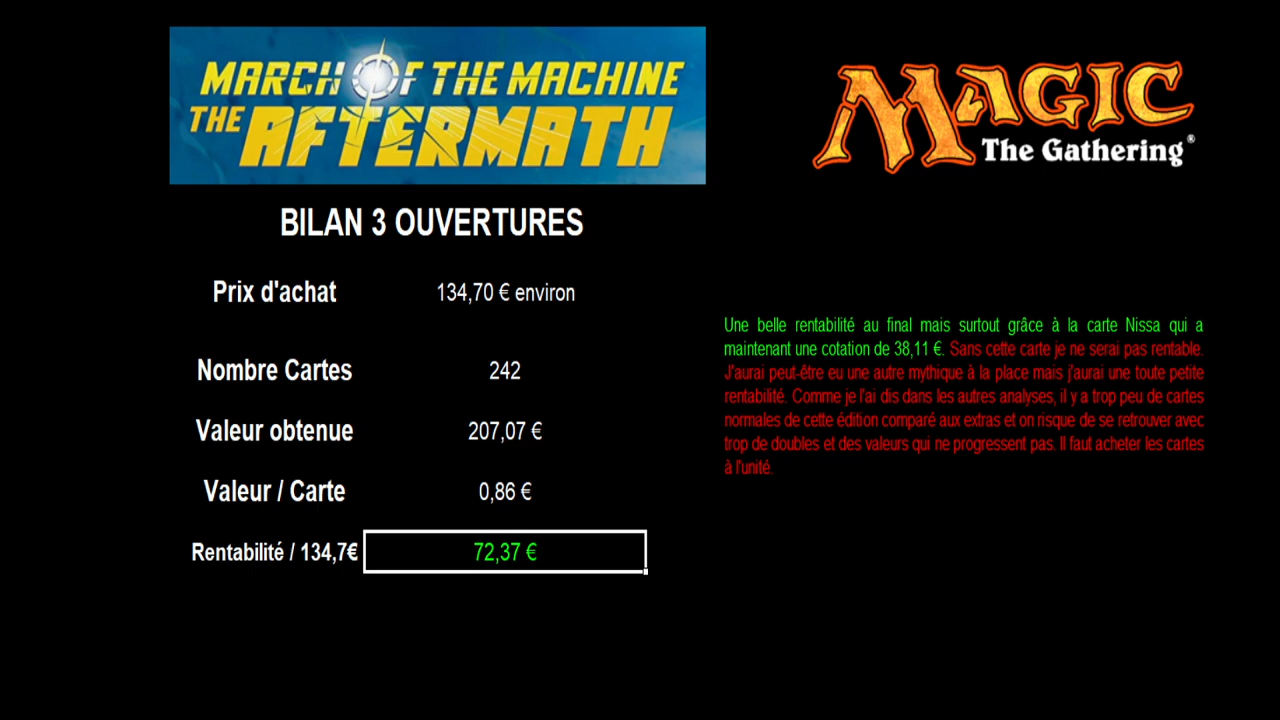 MARCH OF THE MACHINE
THE AFTERMATH
MAGIC
The Gathering®
BILAN 3 OUVERTURES
Prix d'achat 134,70 € environ
Nombre Cartes 242
Valeur obtenue 207,07 €
Valeur / Carte 0,86 €
Rentabilité / 134,7€ 72,37 €
Une belle rentabilité au final mais surtout grâce à la carte Nissa qui a
maintenant une cotation de 38,11 €. Sans cette carte je ne serai pas rentable.
J'aurai peut-être eu une autre mythique à la place mais j'aurai une toute petite
rentabilité. Comme je l'ai dis dans les autres analyses, il y a trop peu de cartes
normales de cette édition comparé aux extras et on risque de se retrouver avec
trop de doubles et des valeurs qui ne progressent pas. Il faut acheter les cartes
à l'unité.